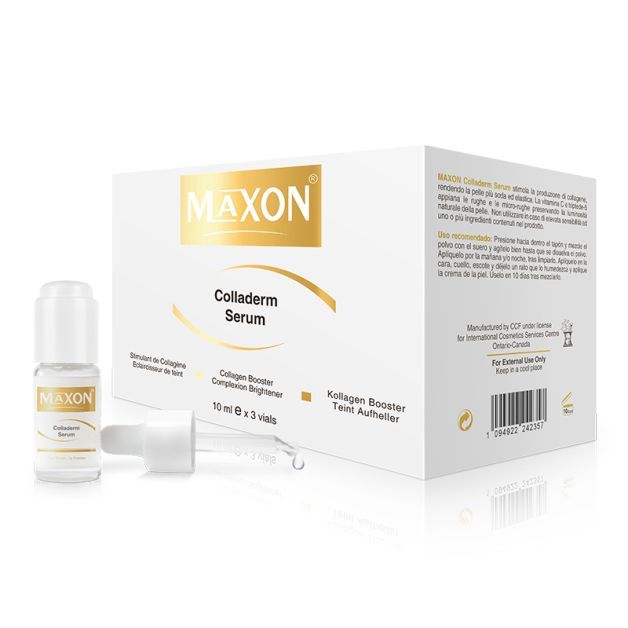 MAXON®
Colladerm
Serum
Stimulant de Collagène
Eclaircisseur de teint
Collagen Booster
Complexion Brightener
Kollagen Booster
Teint Aufheller
10 ml e x 3 vials
MAXON
Colladerm
Serum
MAXON Colladerm Serum stimola la produzione di collagene,
rendendo la pelle più soda ed elastica. La vitamina C e triptede-5
appiana le rughe e le micro-rughe preservando la luminosità
naturale della pelle. Non utilizzare in caso di elevata sensibilità ad
uno o più ingredienti contenuti nel prodotto.
Uso recomendado: Presione hacia dentro el tapón y mezcle el
polvo con el suero y agítelo bien hasta que se disuelva el polvo.
Aplíquelo por la mañana y/o noche, tras limpiarlo. Aplíquelo en la
cara, cuello, escote y déjelo un rato que lo humedezca y aplique
la crema de la piel. Úselo en 10 días tras mezclarlo.
Manufactured by CCF under license
for International Cosmetics Services Centre
Ontario-Canada
For External Use Only
Keep in a cool place
1 094922 242357